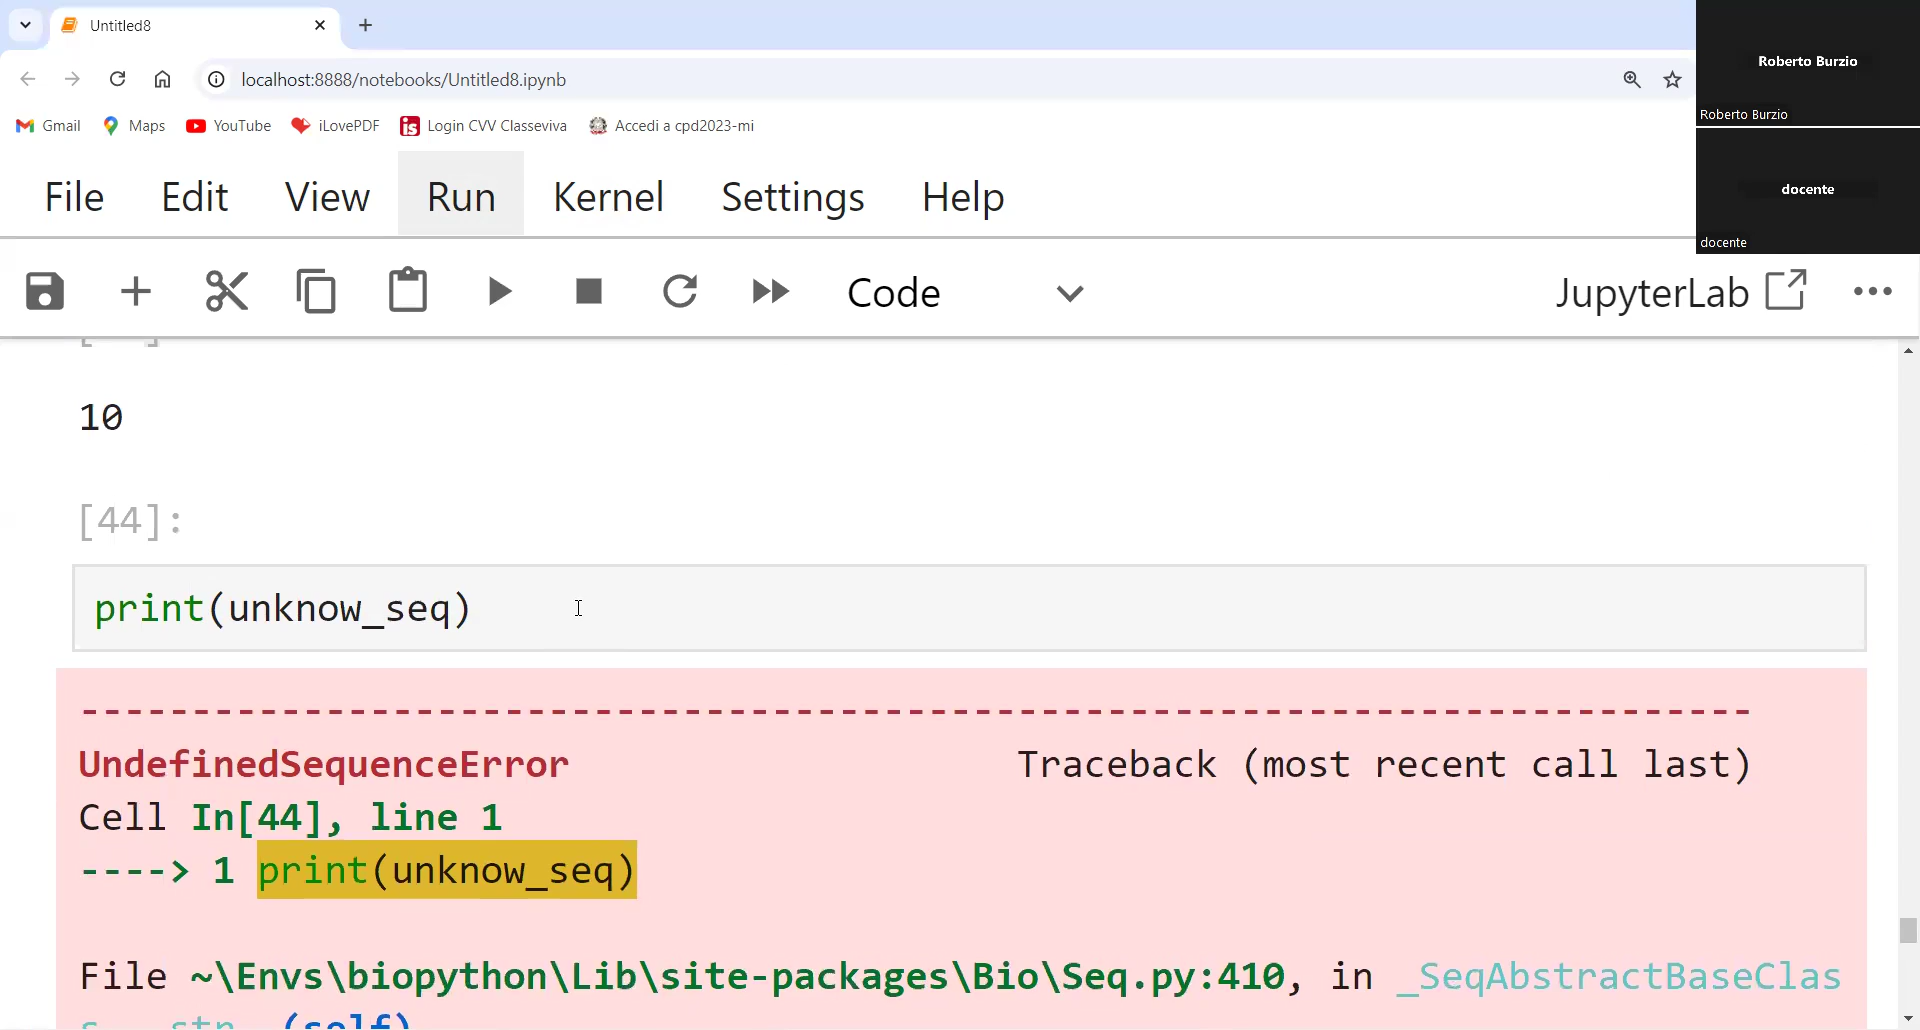 Untitled8
localhost:8888/notebooks/Untitled8.ipynb
Gmail Maps YouTube iLovePDF Login CVV Classeviva Accedi a cpd2023-mi
Roberto Burzio
Roberto Burzio
docente
docente
File Edit View Run Kernel Settings Help
Code JupyterLab
10
[44]:
print(unknow_seq)
---------------------------------------------------------------------------
UndefinedSequenceError Traceback (most recent call last)
Cell In[44], line 1
----> 1 print(unknow_seq)
File ~\Envs\biopython\Lib\site-packages\Bio\Seq.py:410, in _SeqAbstractBaseClas
s.__str__(self)